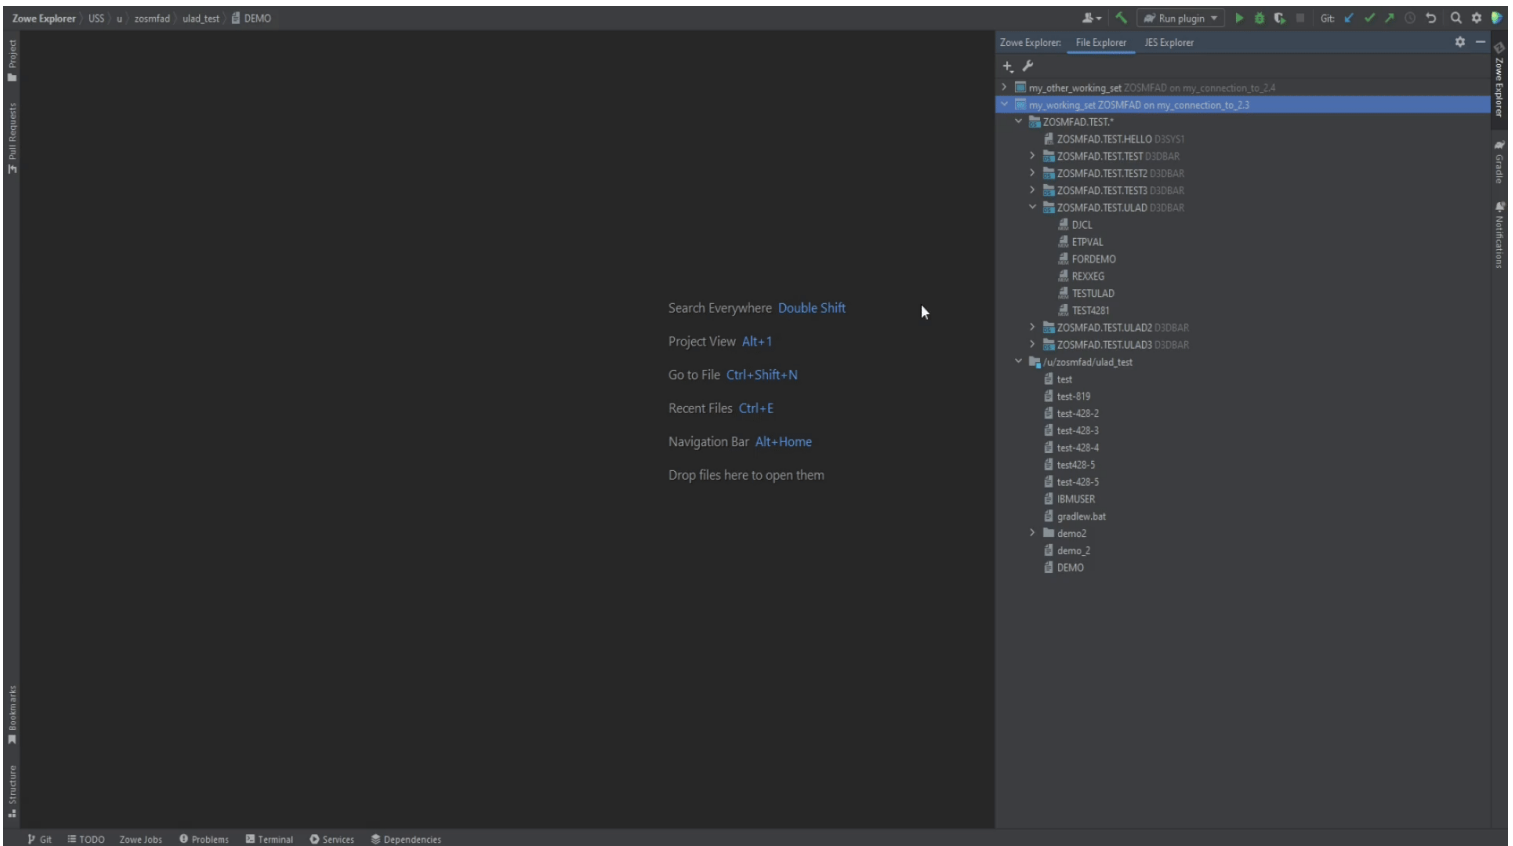 Zowe Explorer USS u zosmfad ulad_test DEMO
Run plugin
Git:
Project
Pull Requests
Bookmarks
Structure
Search Everywhere Double Shift
Project View Alt+1
Go to File Ctrl+Shift+N
Recent Files Ctrl+E
Navigation Bar Alt+Home
Drop files here to open them
Zowe Explorer: File Explorer JES Explorer
my_other_working_set ZOSMFAD on my_connection_to_2.4
my_working_set ZOSMFAD on my_connection_to_2.3
ZOSMFAD.TEST.*
ZOSMFAD.TEST.HELLO D3SYS1
ZOSMFAD.TEST.TEST D3DBAR
ZOSMFAD.TEST.TEST2 D3DBAR
ZOSMFAD.TEST.TEST3 D3DBAR
ZOSMFAD.TEST.ULAD D3DBAR
DJCL
ETPVAL
FORDEMO
REXXEG
TESTULAD
TEST4281
ZOSMFAD.TEST.ULAD2 D3DBAR
ZOSMFAD.TEST.ULAD3 D3DBAR
/u/zosmfad/ulad_test
test
test-819
test-428-2
test-428-3
test-428-4
test428-5
test-428-5
IBMUSER
gradlew.bat
demo2
demo_2
DEMO
Zowe Explorer
Gradle
Notifications
Git TODO Zowe Jobs Problems Terminal Services Dependencies